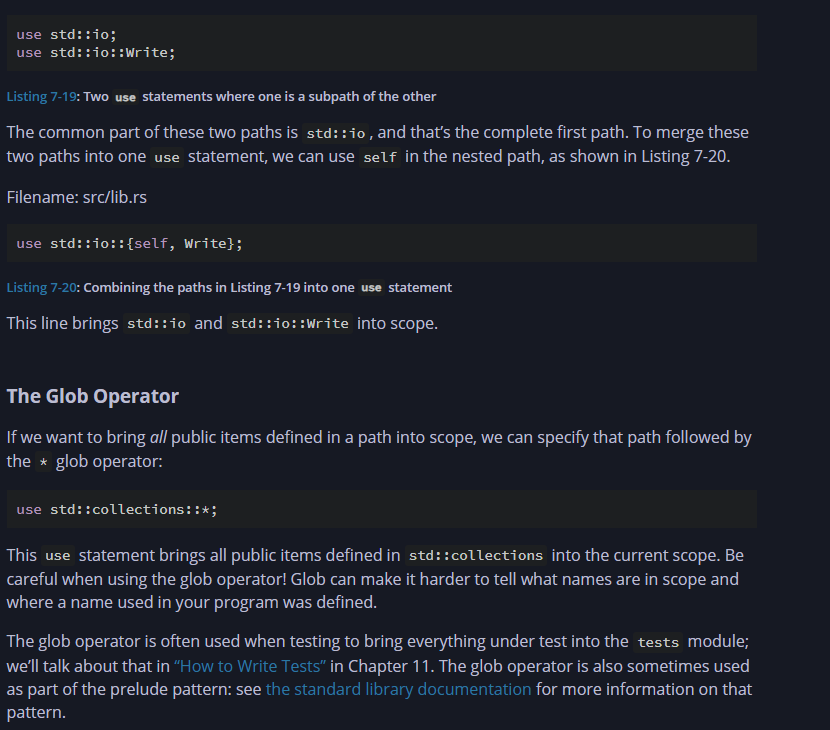 use std::io;
use std::io::Write;
Listing 7-19: Two use statements where one is a subpath of the other
The common part of these two paths is std::io, and that’s the complete first path. To merge these
two paths into one use statement, we can use self in the nested path, as shown in Listing 7-20.
Filename: src/lib.rs
use std::io::{self, Write};
Listing 7-20: Combining the paths in Listing 7-19 into one use statement
This line brings std::io and std::io::Write into scope.
The Glob Operator
If we want to bring all public items defined in a path into scope, we can specify that path followed by
the * glob operator:
use std::collections::*;
This use statement brings all public items defined in std::collections into the current scope. Be
careful when using the glob operator! Glob can make it harder to tell what names are in scope and
where a name used in your program was defined.
The glob operator is often used when testing to bring everything under test into the tests module;
we’ll talk about that in “How to Write Tests” in Chapter 11. The glob operator is also sometimes used
as part of the prelude pattern: see the standard library documentation for more information on that
pattern.